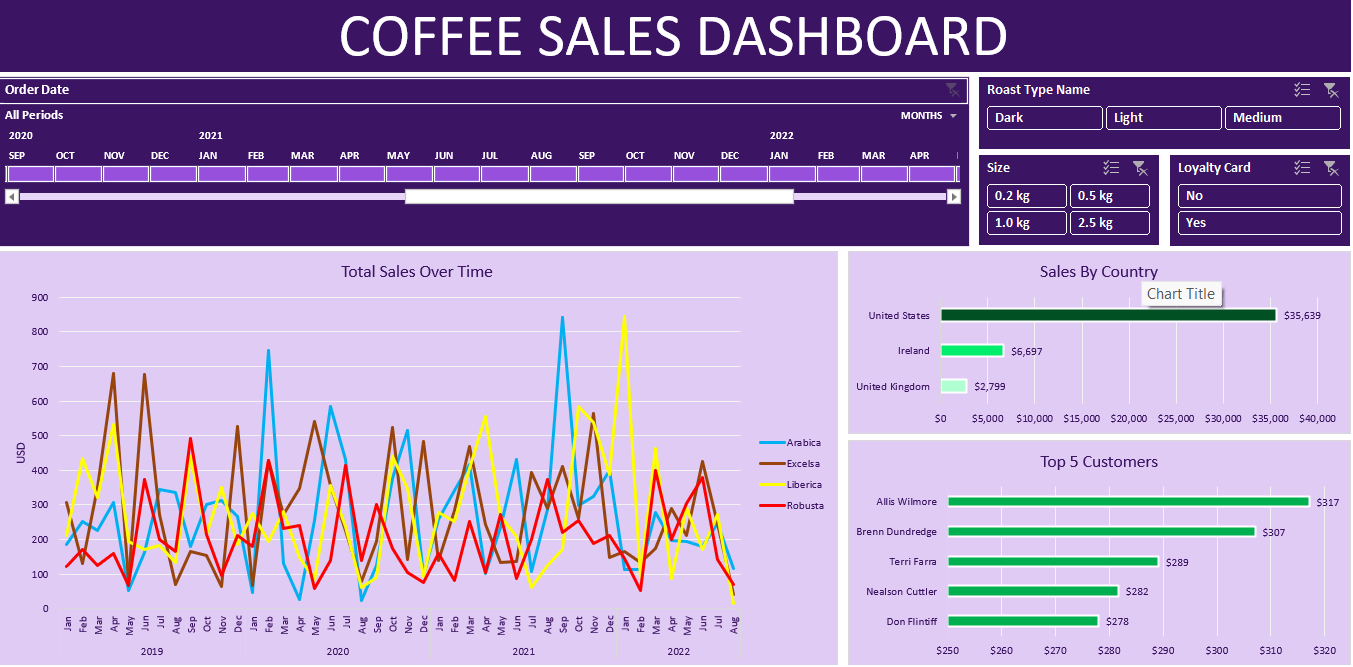 COFFEE SALES DASHBOARD
Order Date
All Periods
MONTHS
2020 2021 2022
SEP OCT NOV DEC JAN FEB MAR APR MAY JUN JUL AUG SEP OCT NOV DEC JAN FEB MAR APR
Roast Type Name
Dark Light Medium
Size
0.2 kg 0.5 kg
1.0 kg 2.5 kg
Loyalty Card
No
Yes
Total Sales Over Time
900
800
700
600
500
400
300
200
100
0
USD
Jan Feb Mar Apr May Jun Jul Aug Sep Oct Nov Dec Jan Feb Mar Apr May Jun Jul Aug Sep Oct Nov Dec Jan Feb Mar Apr May Jun Jul Aug Sep Oct Nov Dec Jan Feb Mar Apr May Jun Jul Aug
2019 2020 2021 2022
Arabica
Excelsa
Liberica
Robusta
Sales By Country
Chart Title
United States $35,639
Ireland $6,697
United Kingdom $2,799
$0 $5,000 $10,000 $15,000 $20,000 $25,000 $30,000 $35,000 $40,000
Top 5 Customers
Allis Wilmore $317
Brenn Dundredge $307
Terri Farra $289
Nealson Cuttler $282
Don Flintiff $278
$250 $260 $270 $280 $290 $300 $310 $320